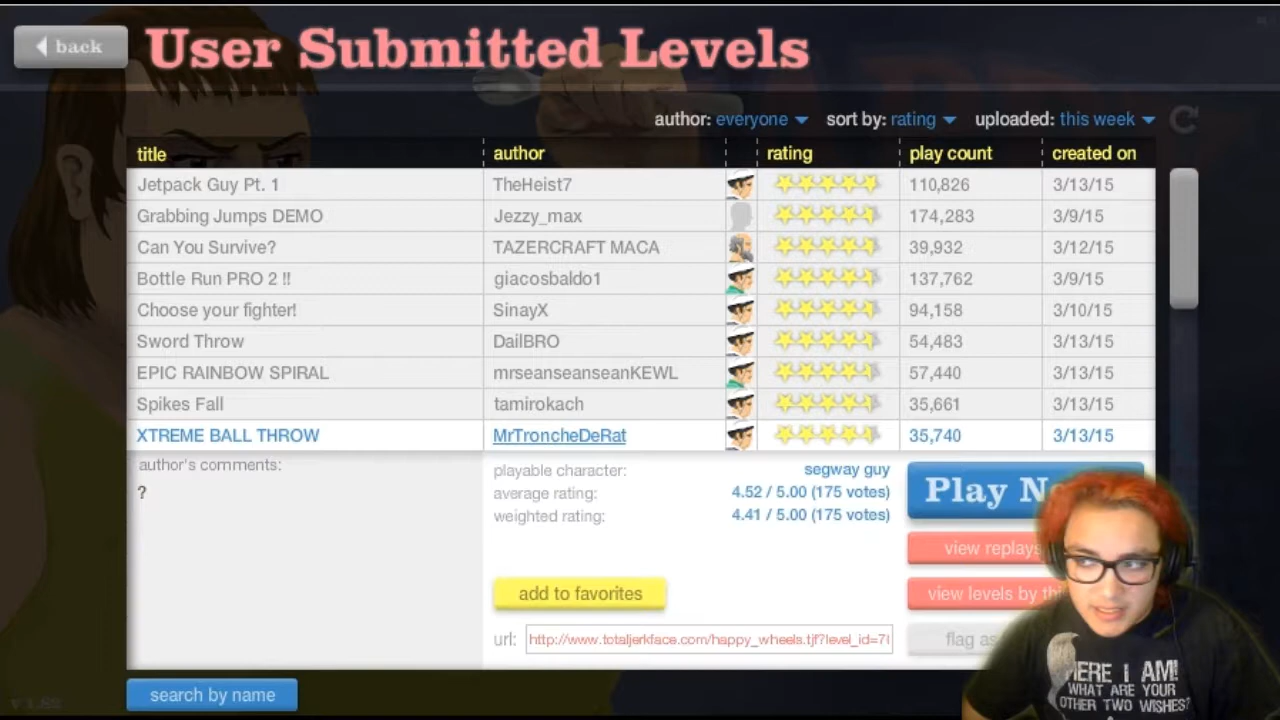 back
User Submitted Levels
author: everyone sort by: rating uploaded: this week
title author rating play count created on
Jetpack Guy Pt. 1 TheHeist7 110,826 3/13/15
Grabbing Jumps DEMO Jezzy_max 174,283 3/9/15
Can You Survive? TAZERCRAFT MACA 39,932 3/12/15
Bottle Run PRO 2 !! giacosbaldo1 137,762 3/9/15
Choose your fighter! SinayX 94,158 3/10/15
Sword Throw DailBRO 54,483 3/13/15
EPIC RAINBOW SPIRAL mrseanseanseanKEWL 57,440 3/13/15
Spikes Fall tamirokach 35,661 3/13/15
XTREME BALL THROW MrTroncheDeRat 35,740 3/13/15
author's comments:
?
playable character: segway guy
average rating: 4.52 / 5.00 (175 votes)
weighted rating: 4.41 / 5.00 (175 votes)
Play
view replays
view levels by
add to favorites
flag as
url: http://www.totaljerkface.com/happy_wheels.tjf?level_id=7
search by name
v 1.82
HERE I AM!
WHAT ARE YOUR
OTHER TWO WISHES?